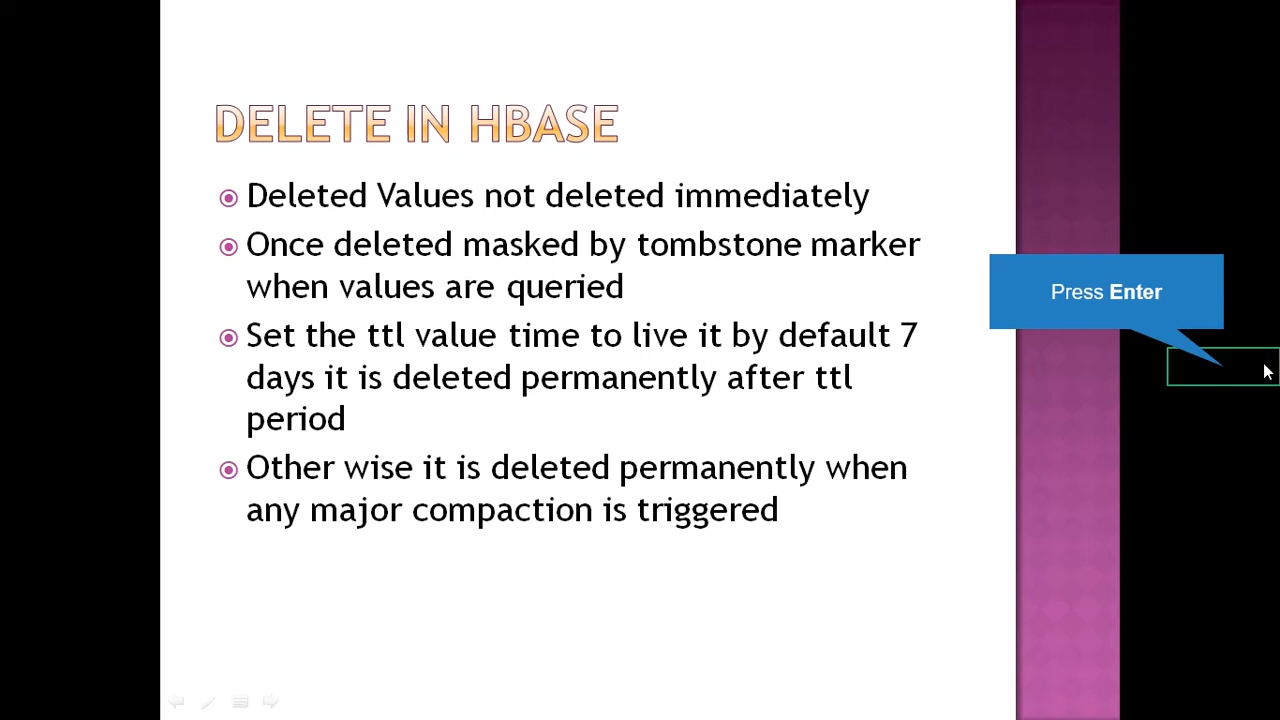 DELETE IN HBASE
Deleted Values not deleted immediately
Once deleted masked by tombstone marker
when values are queried
Set the ttl value time to live it by default 7
days it is deleted permanently after ttl
period
Other wise it is deleted permanently when
any major compaction is triggered
Press Enter